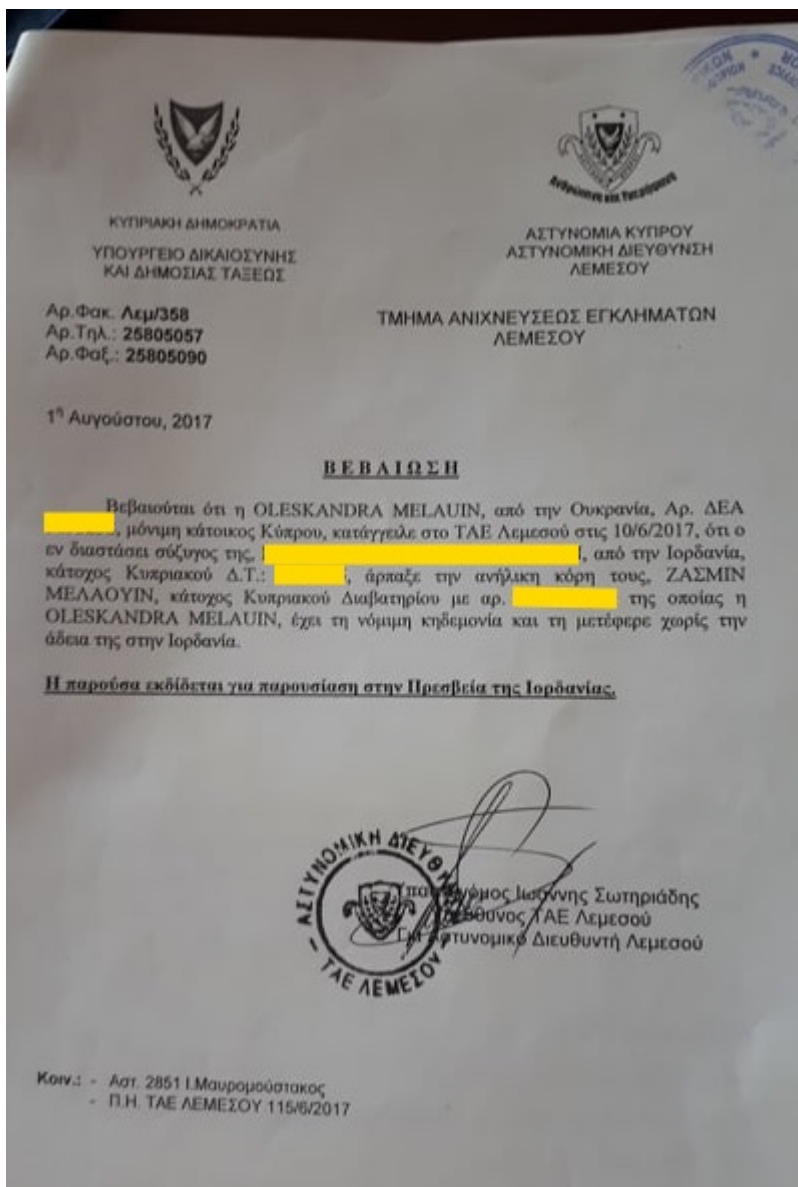 ΚΥΠΡΙΑΚΗ ΔΗΜΟΚΡΑΤΙΑ
ΥΠΟΥΡΓΕΙΟ ΔΙΚΑΙΟΣΥΝΗΣ
ΚΑΙ ΔΗΜΟΣΙΑΣ ΤΑΞΕΩΣ
ΑΣΤΥΝΟΜΙΑ ΚΥΠΡΟΥ
ΑΣΤΥΝΟΜΙΚΗ ΔΙΕΥΘΥΝΣΗ
ΛΕΜΕΣΟΥ
Αρ.Φακ. Λεμ/358
Αρ.Τηλ.: 25805057
Αρ.Φαξ.: 25805090
ΤΜΗΜΑ ΑΝΙΧΝΕΥΣΕΩΣ ΕΓΚΛΗΜΑΤΩΝ
ΛΕΜΕΣΟΥ
1η Αυγούστου, 2017
ΒΕΒΑΙΩΣΗ
Βεβαιούται ότι η OLESKANDRA MELAUIN, από την Ουκρανία, Αρ. ΔΕΑ
, μόνιμη κάτοικος Κύπρου, κατάγγειλε στο ΤΑΕ Λεμεσού στις 10/6/2017, ότι ο
εν διαστάσει σύζυγος της, , από την Ιορδανία,
κάτοχος Κυπριακού Δ.Τ.: , άρπαξε την ανήλικη κόρη τους, ΖΑΣΜΙΝ
ΜΕΛΑΟΥΙΝ, κάτοχος Κυπριακού Διαβατηρίου με αρ. της οποίας η
OLESKANDRA MELAUIN, έχει τη νόμιμη κηδεμονία και τη μετέφερε χωρίς την
άδεια της στην Ιορδανία.
Η παρούσα εκδίδεται για παρουσίαση στην Πρεσβεία της Ιορδανίας.
ΑΣΤΥΝΟΜΙΚΗ
ΤΑΕ ΛΕΜΕΣΟΥ
Ιωάννης Σωτηριάδης
ΤΑΕ Λεμεσού
Διευθυντή Λεμεσού
Κοιν.: - Αστ. 2851 Ι.Μαυρομούστακος
- Π.Η. ΤΑΕ ΛΕΜΕΣΟΥ 115/6/2017